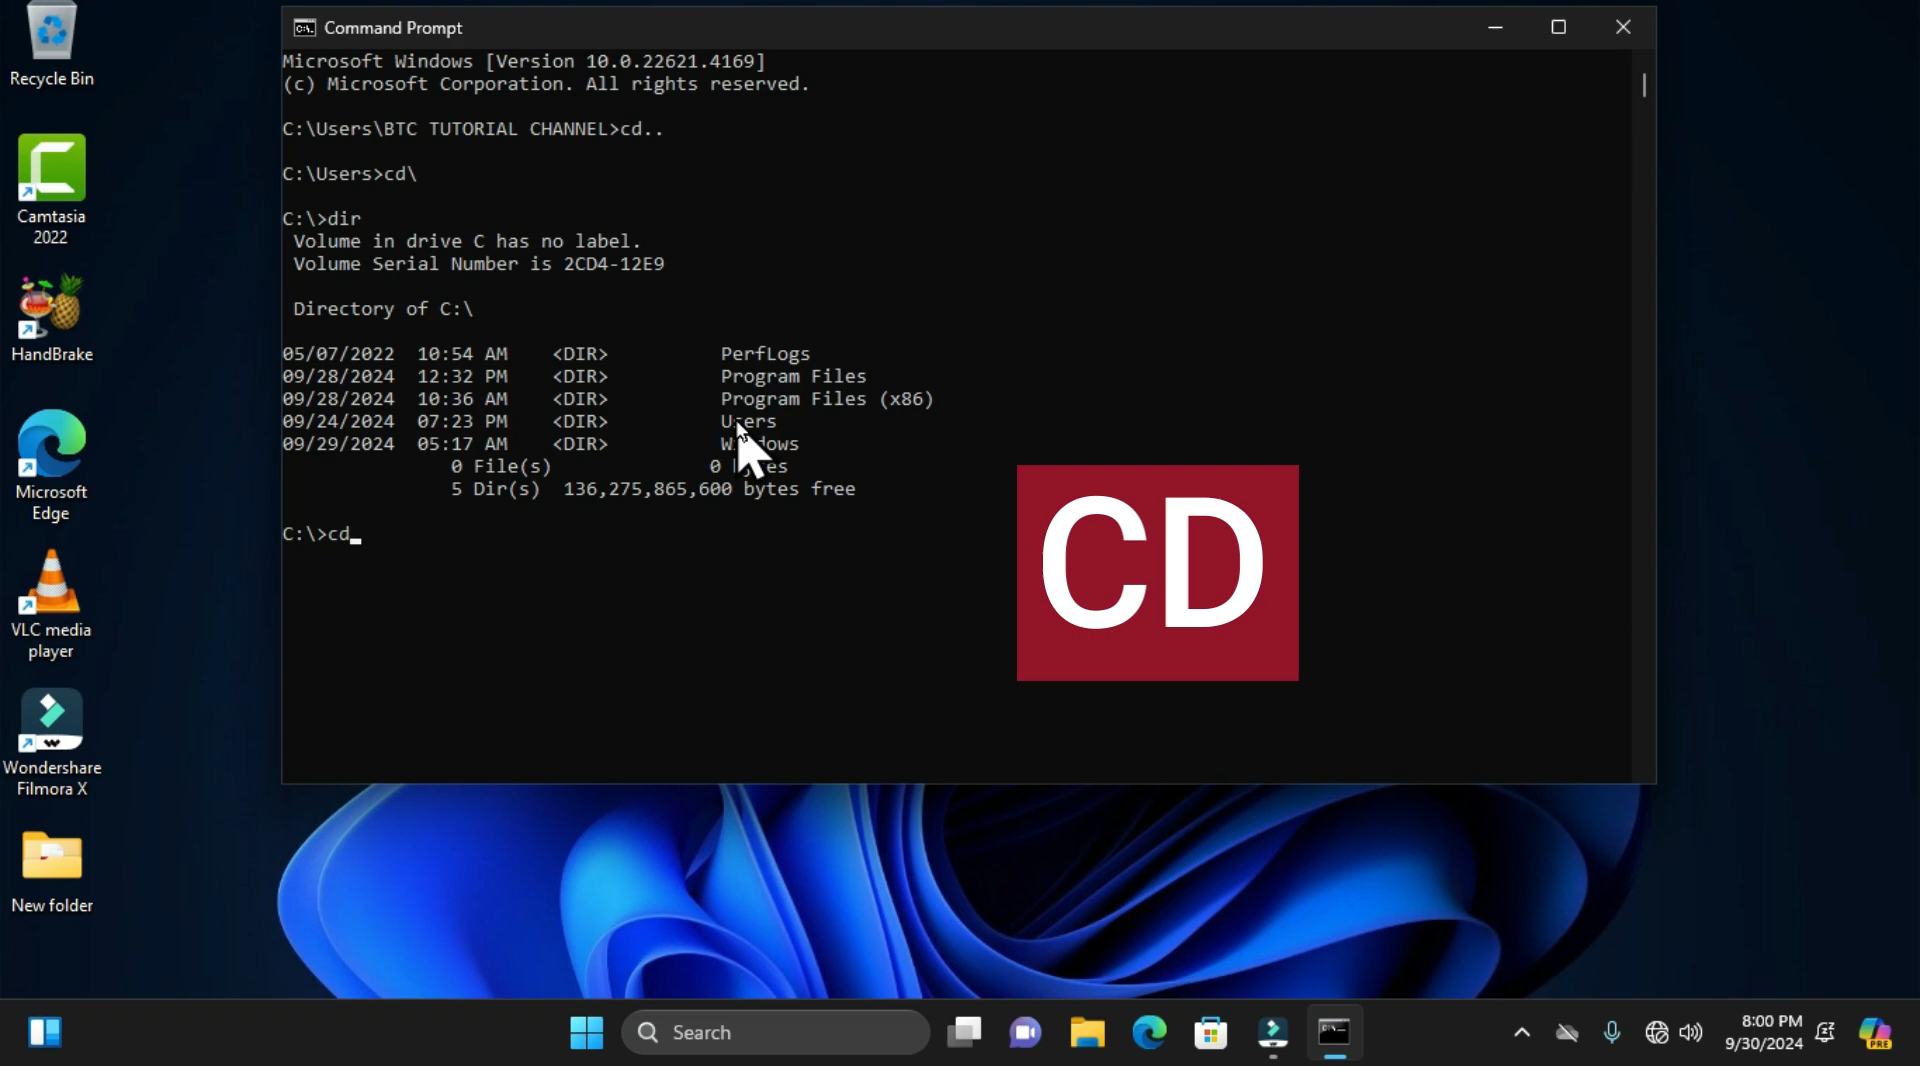 Recycle Bin
Camtasia
2022
HandBrake
Microsoft
Edge
VLC media
player
Wondershare
Filmora X
New folder
Command Prompt
Microsoft Windows [Version 10.0.22621.4169]
(c) Microsoft Corporation. All rights reserved.
C:\Users\BTC TUTORIAL CHANNEL>cd..
C:\Users>cd\
C:\>dir
Volume in drive C has no label.
Volume Serial Number is 2CD4-12E9
Directory of C:\
05/07/2022 10:54 AM <DIR> PerfLogs
09/28/2024 12:32 PM <DIR> Program Files
09/28/2024 10:36 AM <DIR> Program Files (x86)
09/24/2024 07:23 PM <DIR> Users
09/29/2024 05:17 AM <DIR> Windows
0 File(s) 0 bytes
5 Dir(s) 136,275,865,600 bytes free
C:\>cd_
CD
Search
8:00 PM
9/30/2024
PRE